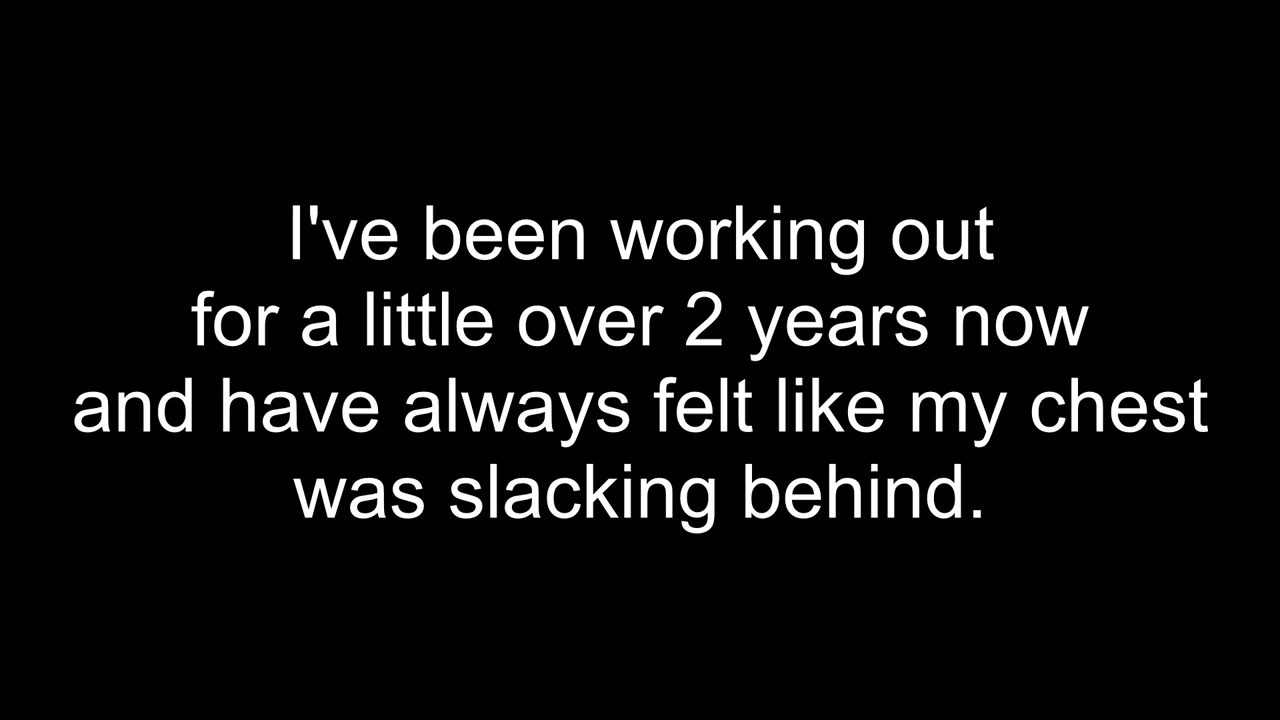 I've been working out
for a little over 2 years now
and have always felt like my chest
was slacking behind.